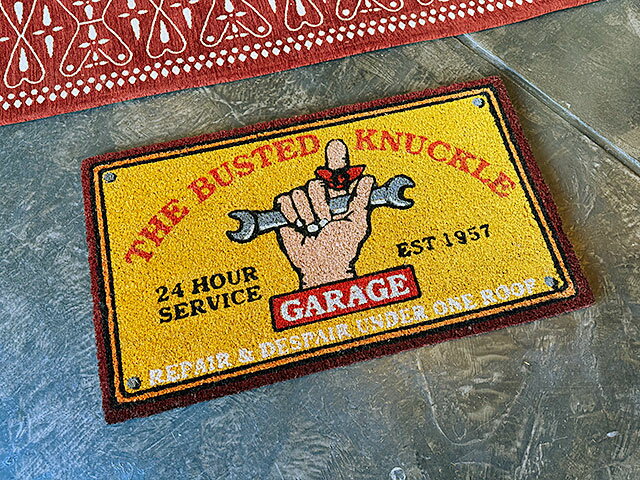 THE BUSTED KNUCKLE
24 HOUR
SERVICE
EST 1957
GARAGE
REPAIR & DESPAIR UNDER ONE ROOF